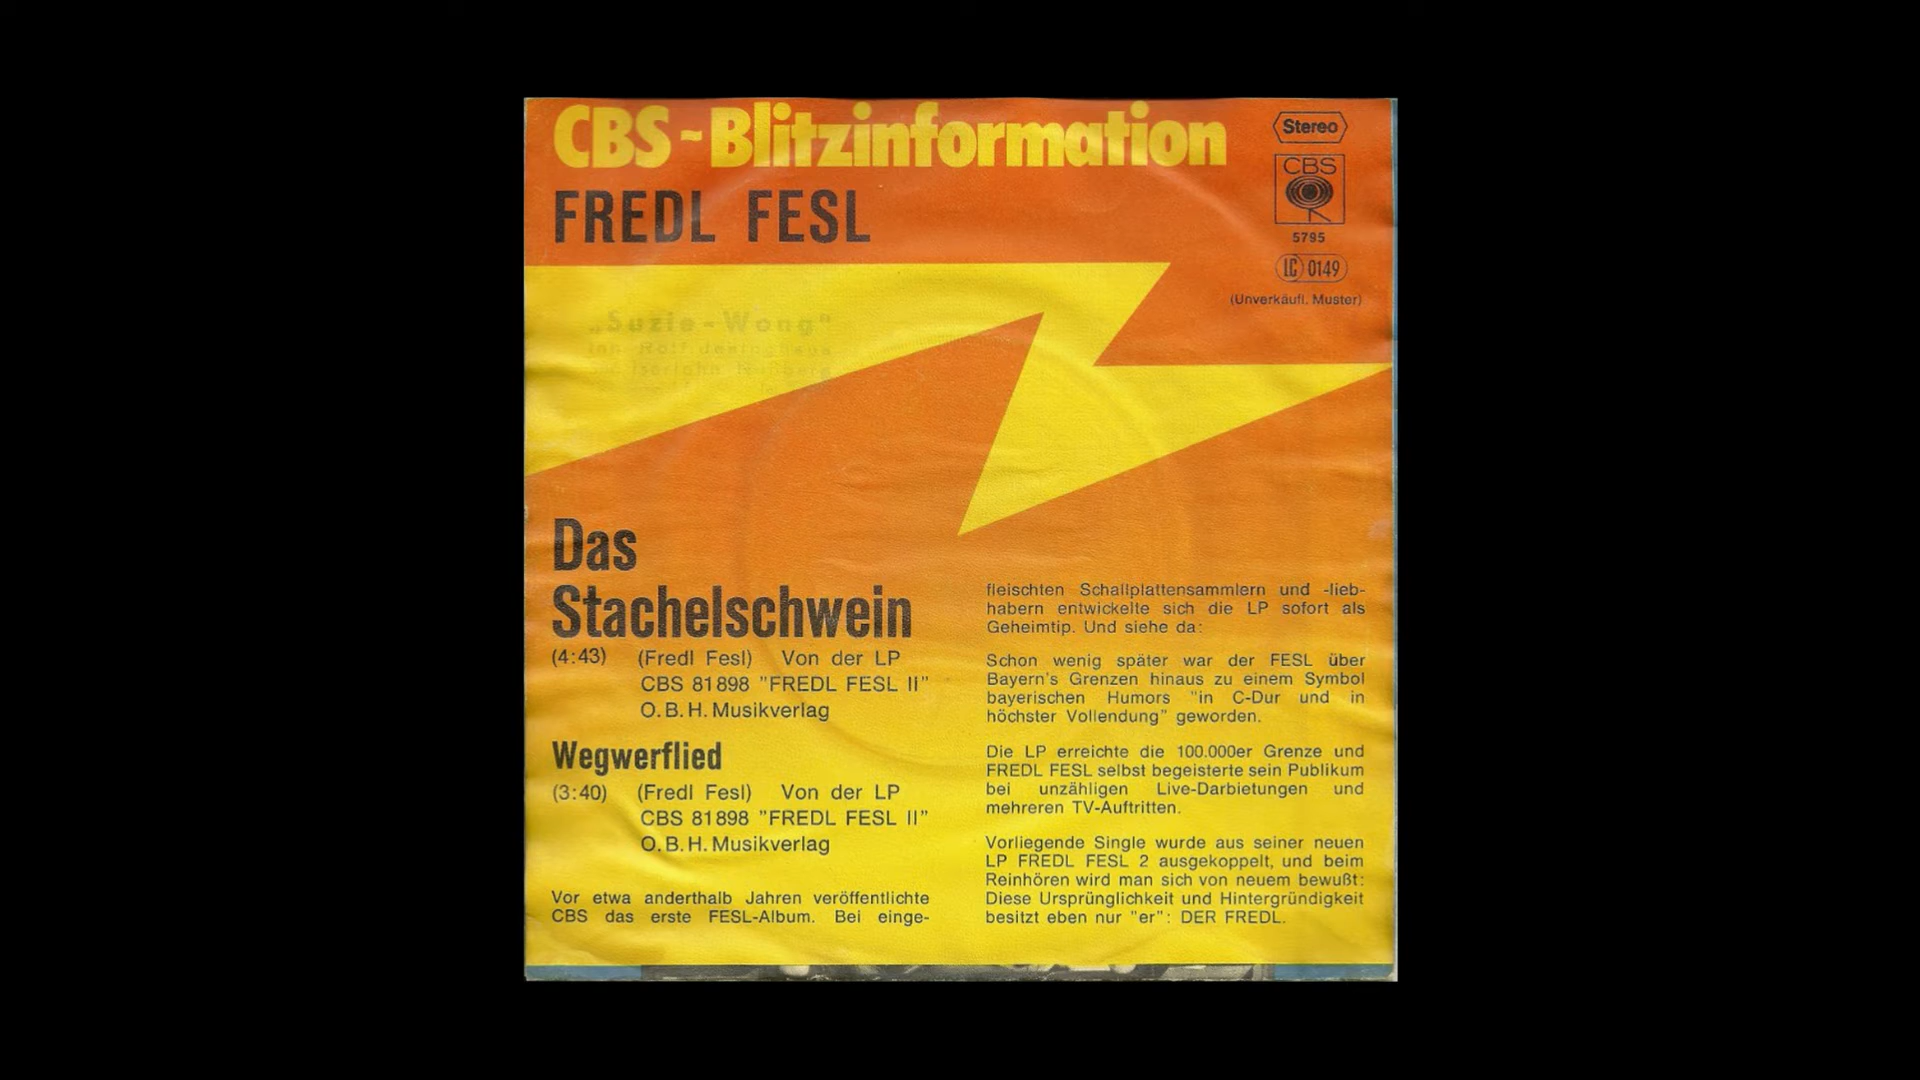 CBS-Blitzinformation
FREDL FESL
Stereo
CBS
5795
LC 0149
(Unverkäufl. Muster)
„Suzie-Wong"
Das
Stachelschwein
(4:43) (Fredl Fesl) Von der LP
CBS 81898 "FREDL FESL II"
O.B.H. Musikverlag
Wegwerflied
(3:40) (Fredl Fesl) Von der LP
CBS 81898 "FREDL FESL II"
O.B.H. Musikverlag
Vor etwa anderthalb Jahren veröffentlichte
CBS das erste FESL-Album. Bei einge-
fleischten Schallplattensammlern und -lieb-
habern entwickelte sich die LP sofort als
Geheimtip. Und siehe da:
Schon wenig später war der FESL über
Bayern's Grenzen hinaus zu einem Symbol
bayerischen Humors "in C-Dur und in
höchster Vollendung" geworden.
Die LP erreichte die 100.000er Grenze und
FREDL FESL selbst begeisterte sein Publikum
bei unzähligen Live-Darbietungen und
mehreren TV-Auftritten.
Vorliegende Single wurde aus seiner neuen
LP FREDL FESL 2 ausgekoppelt, und beim
Reinhören wird man sich von neuem bewußt:
Diese Ursprünglichkeit und Hintergründigkeit
besitzt eben nur "er": DER FREDL.